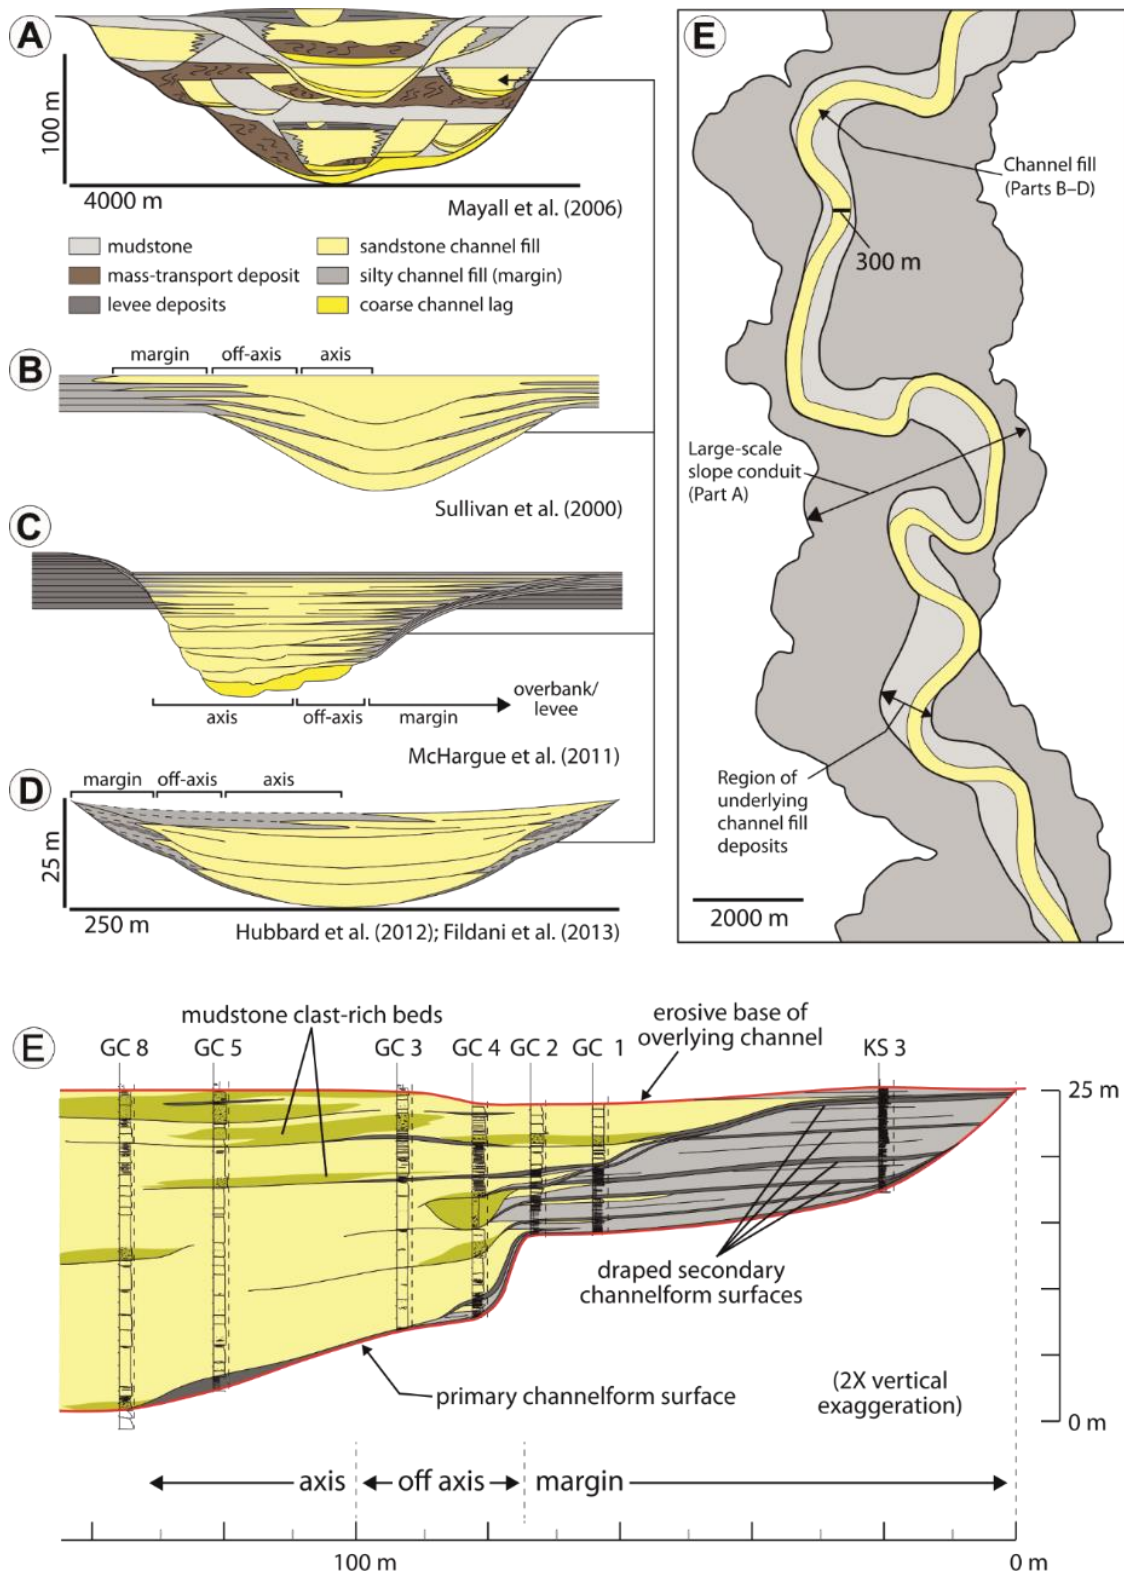 A
100 m
4000 m
Mayall et al. (2006)
mudstone
mass-transport deposit
levee deposits
sandstone channel fill
silty channel fill (margin)
coarse channel lag
B
margin off-axis axis
Sullivan et al. (2000)
C
axis off-axis margin
overbank/
levee
McHargue et al. (2011)
D
margin off-axis axis
25 m
250 m
Hubbard et al. (2012); Fildani et al. (2013)
E
Channel fill
(Parts B–D)
300 m
Large-scale
slope conduit
(Part A)
Region of
underlying
channel fill
deposits
2000 m
E
mudstone clast-rich beds
erosive base of
overlying channel
GC 8 GC 5 GC 3 GC 4 GC 2 GC 1 KS 3
25 m
draped secondary
channelform surfaces
primary channelform surface
(2X vertical
exaggeration)
0 m
axis off axis margin
100 m 0 m